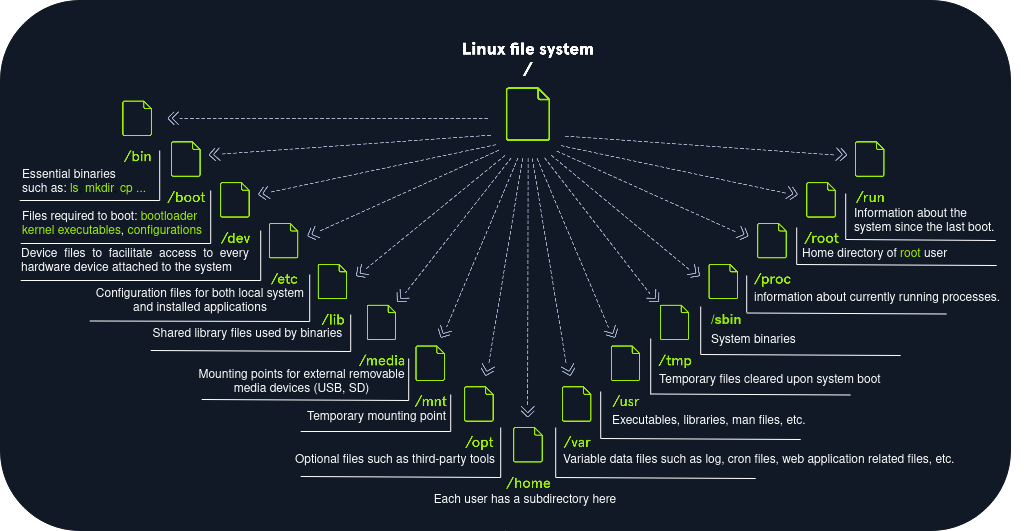 Linux file system
/
/bin
Essential binaries
such as: ls mkdir cp ...
/boot
Files required to boot: bootloader
kernel executables, configurations
/dev
Device files to facilitate access to every
hardware device attached to the system
/etc
Configuration files for both local system
and installed applications
/lib
Shared library files used by binaries
/media
Mounting points for external removable
media devices (USB, SD)
/mnt
Temporary mounting point
/opt
Optional files such as third-party tools
/home
Each user has a subdirectory here
/var
Variable data files such as log, cron files, web application related files, etc.
/usr
Executables, libraries, man files, etc.
/tmp
Temporary files cleared upon system boot
/sbin
System binaries
/proc
information about currently running processes.
/root
Home directory of root user
/run
Information about the
system since the last boot.